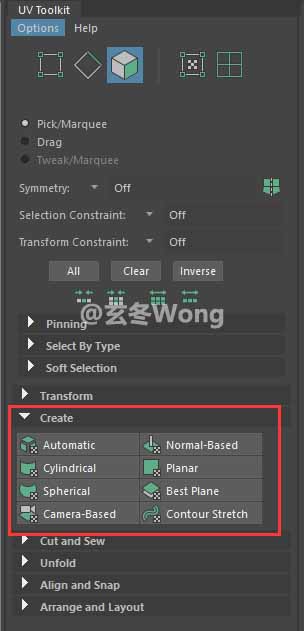 UV Toolkit
Options Help
Pick/Marquee
Drag
Tweak/Marquee
Symmetry: Off
Selection Constraint: Off
Transform Constraint: Off
All Clear Inverse
@玄冬Wong
Pinning
Select By Type
Soft Selection
Transform
Create
Automatic Normal-Based
Cylindrical Planar
Spherical Best Plane
Camera-Based Contour Stretch
Cut and Sew
Unfold
Align and Snap
Arrange and Layout